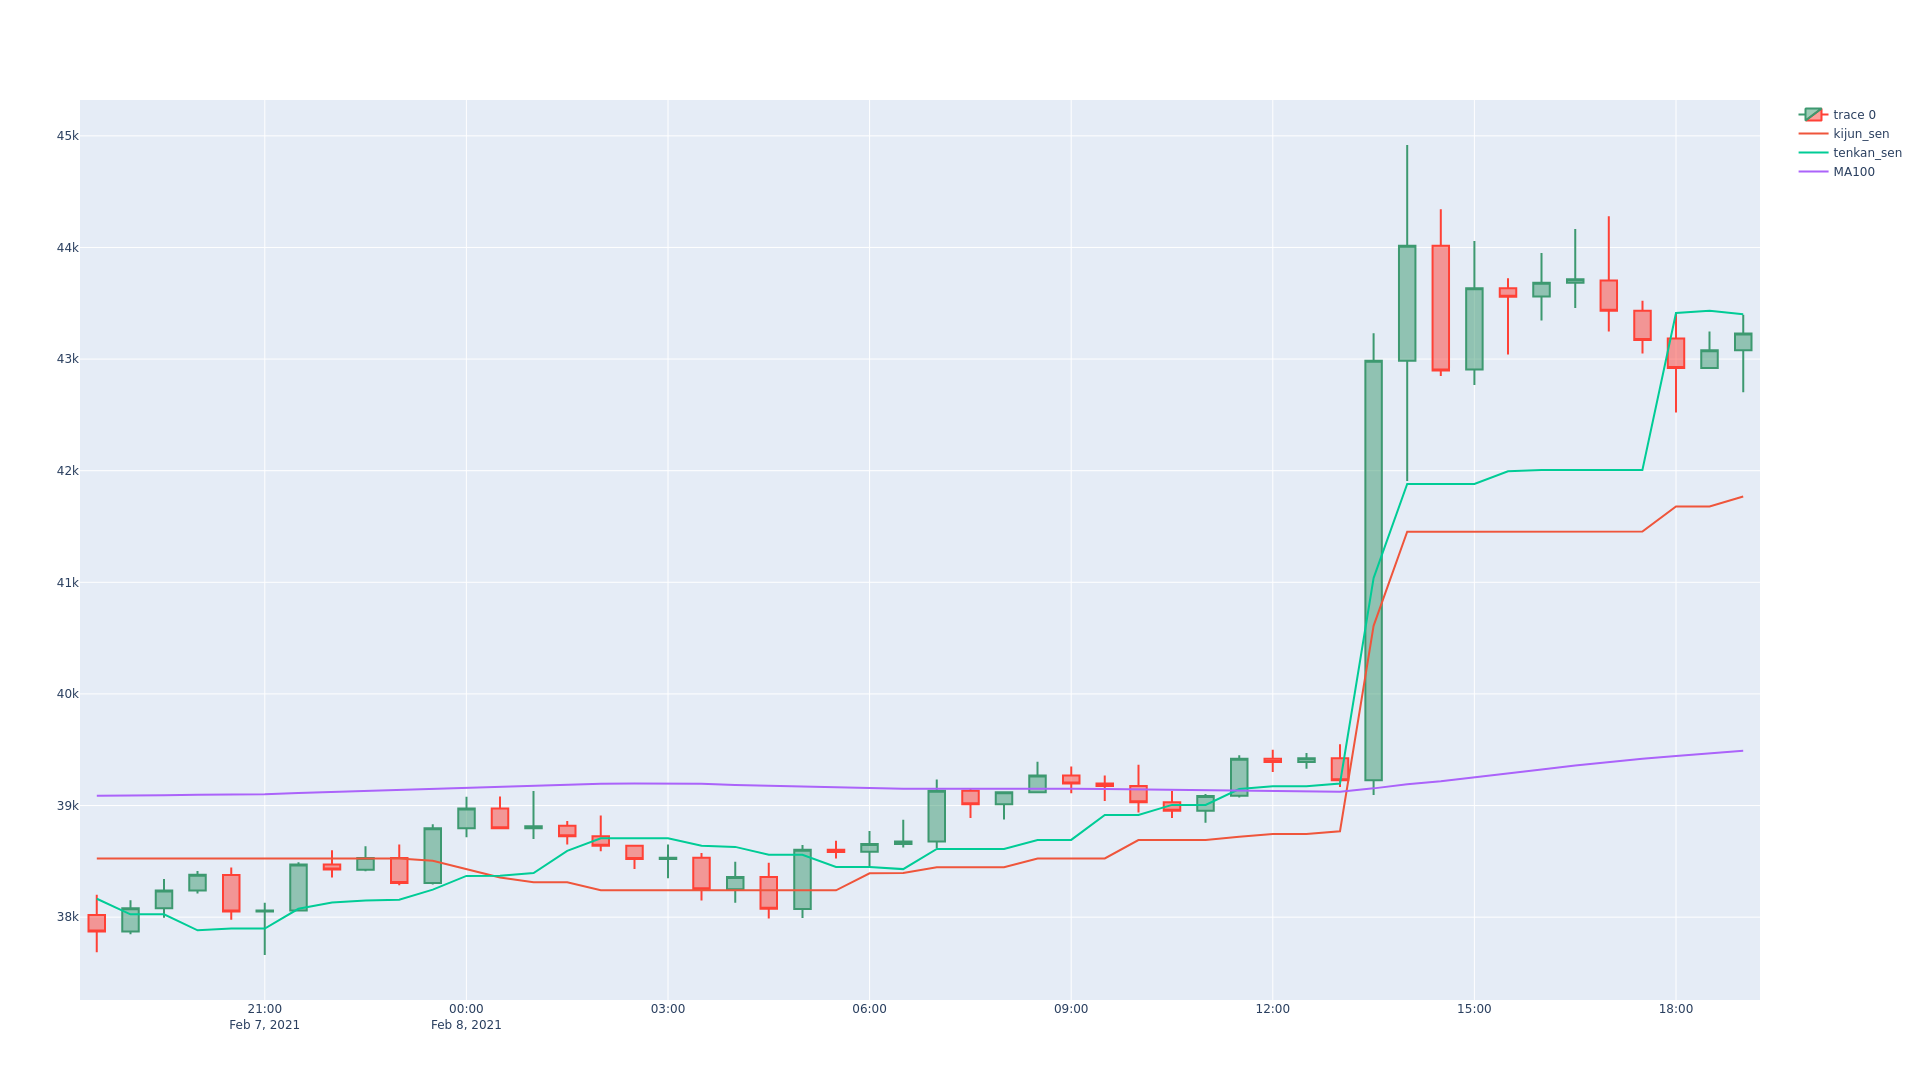 45k
44k
43k
42k
41k
40k
39k
38k
21:00
Feb 7, 2021
00:00
Feb 8, 2021
03:00
06:00
09:00
12:00
15:00
18:00
trace 0
kijun_sen
tenkan_sen
MA100